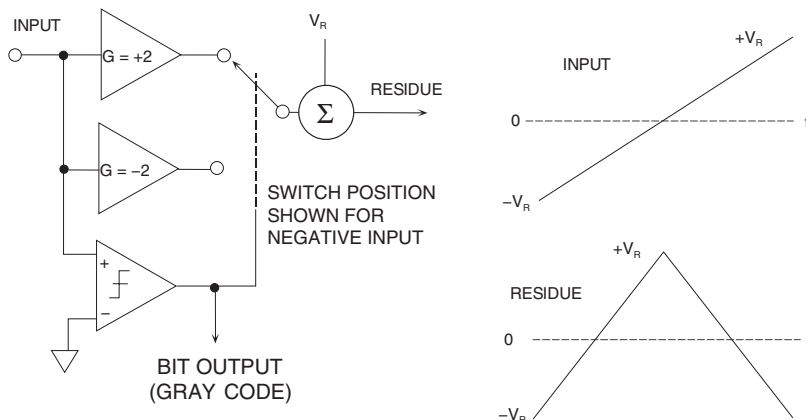 INPUT
G = +2
V_R
Σ
RESIDUE
G = −2
SWITCH POSITION
SHOWN FOR
NEGATIVE INPUT
+
−
BIT OUTPUT
(GRAY CODE)
INPUT
+V_R
0
t
−V_R
RESIDUE
+V_R
0
−V_R